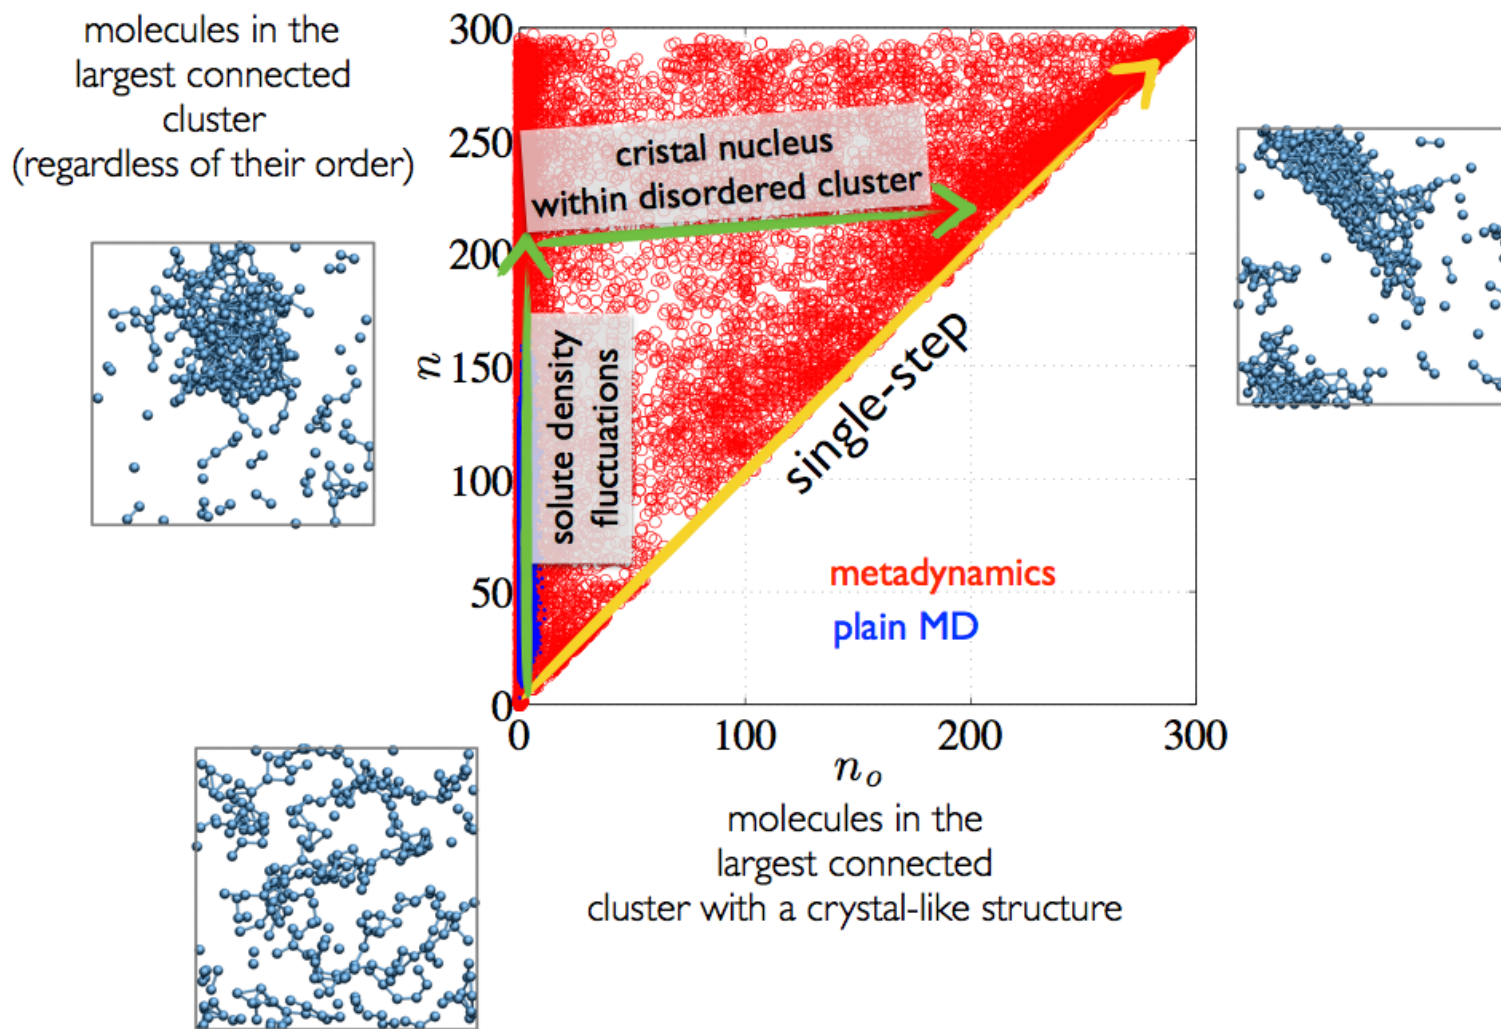 molecules in the
largest connected
cluster
(regardless of their order)
300
250
200
150
100
50
0
n
cristal nucleus
within disordered cluster
solute density
fluctuations
single-step
metadynamics
plain MD
0
100
200
300
n_o
molecules in the
largest connected
cluster with a crystal-like structure